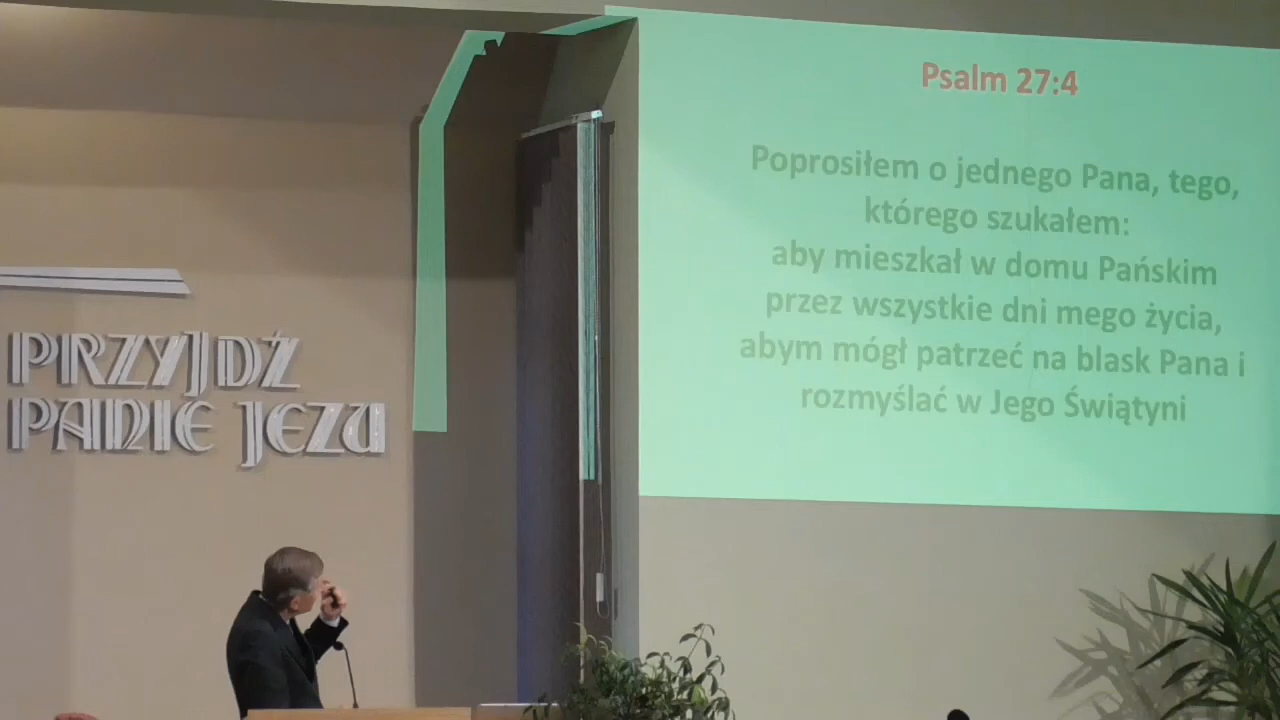 PRZYJDŹ
PANIE JEZU
Psalm 27:4
Poprosiłem o jednego Pana, tego,
którego szukałem:
aby mieszkał w domu Pańskim
przez wszystkie dni mego życia,
abym mógł patrzeć na blask Pana i
rozmyślać w Jego Świątyni